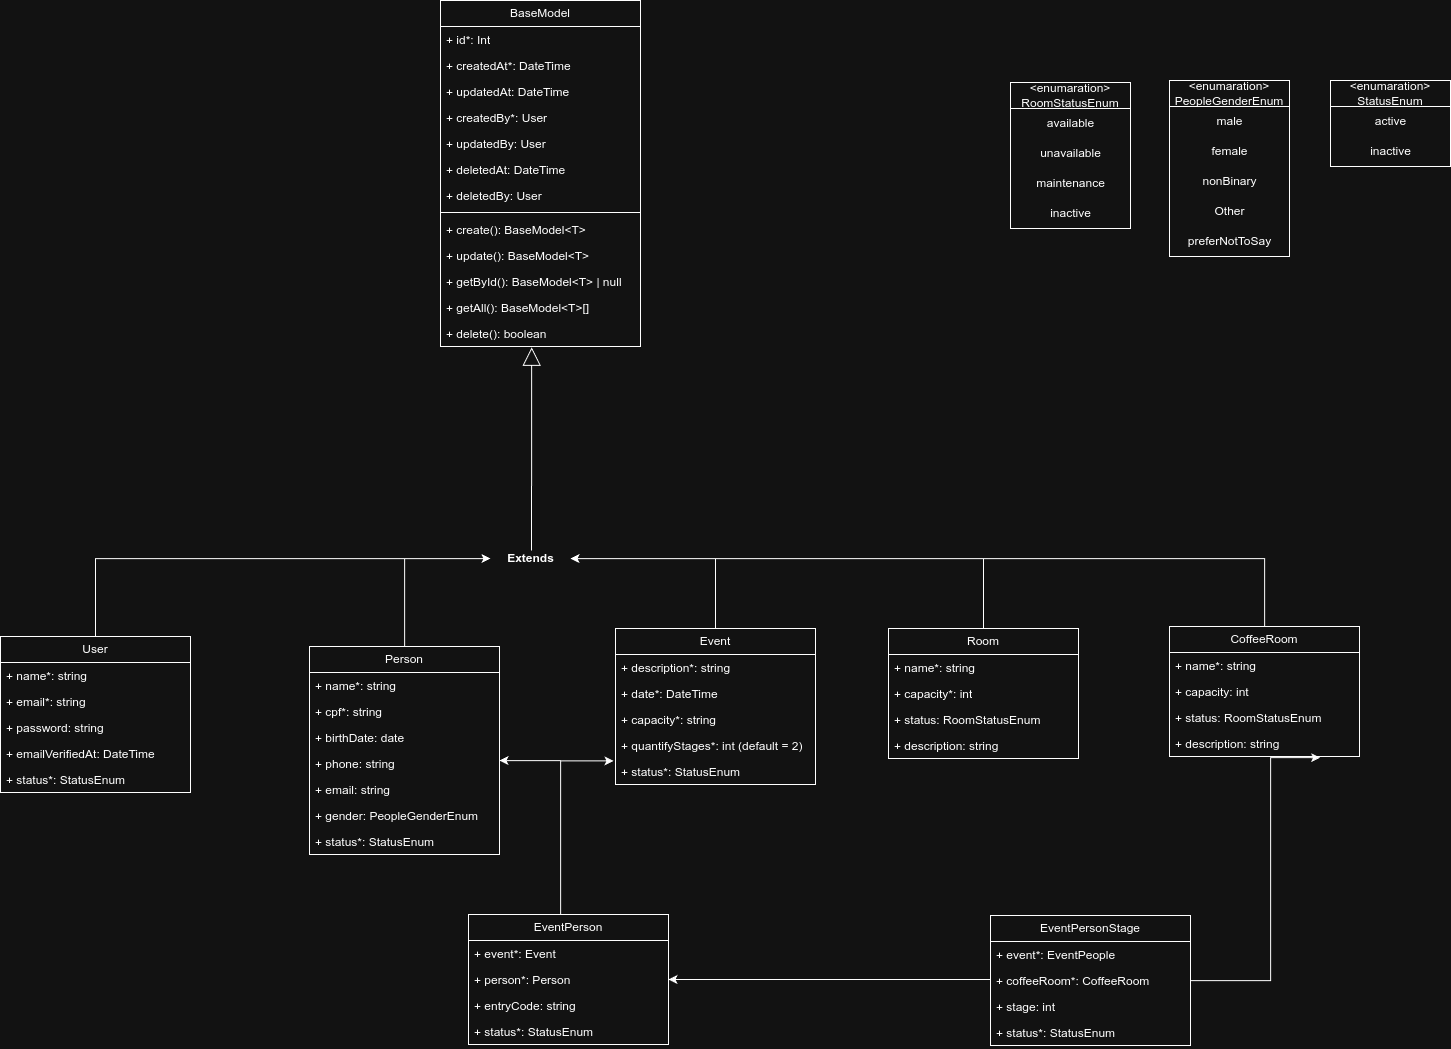 BaseModel
+ id*: Int
+ createdAt*: DateTime
+ updatedAt: DateTime
+ createdBy*: User
+ updatedBy: User
+ deletedAt: DateTime
+ deletedBy: User
+ create(): BaseModel<T>
+ update(): BaseModel<T>
+ getById(): BaseModel<T> | null
+ getAll(): BaseModel<T>[]
+ delete(): boolean
<enumaration>
RoomStatusEnum
available
unavailable
maintenance
inactive
<enumaration>
PeopleGenderEnum
male
female
nonBinary
Other
preferNotToSay
<enumaration>
StatusEnum
active
inactive
Extends
User
+ name*: string
+ email*: string
+ password: string
+ emailVerifiedAt: DateTime
+ status*: StatusEnum
Person
+ name*: string
+ cpf*: string
+ birthDate: date
+ phone: string
+ email: string
+ gender: PeopleGenderEnum
+ status*: StatusEnum
Event
+ description*: string
+ date*: DateTime
+ capacity*: string
+ quantifyStages*: int (default = 2)
+ status*: StatusEnum
Room
+ name*: string
+ capacity*: int
+ status: RoomStatusEnum
+ description: string
CoffeeRoom
+ name*: string
+ capacity: int
+ status: RoomStatusEnum
+ description: string
EventPerson
+ event*: Event
+ person*: Person
+ entryCode: string
+ status*: StatusEnum
EventPersonStage
+ event*: EventPeople
+ coffeeRoom*: CoffeeRoom
+ stage: int
+ status*: StatusEnum